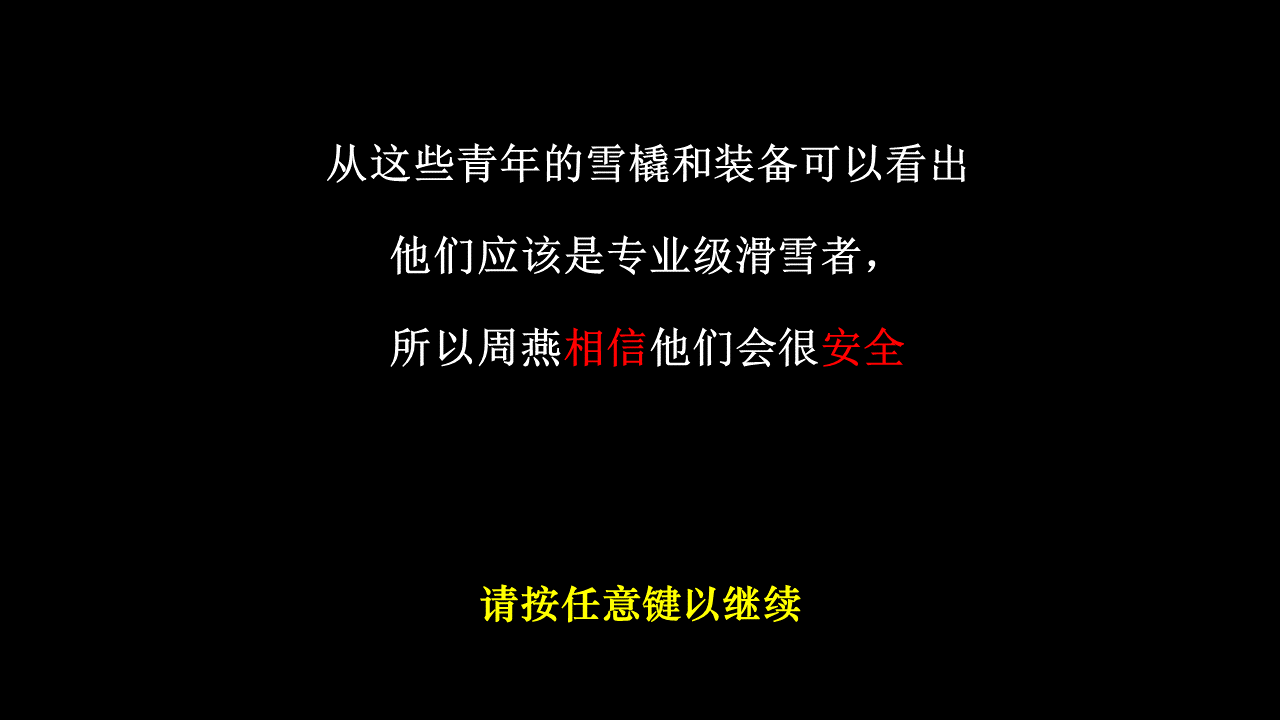 从这些青年的雪橇和装备可以看出
他们应该是专业级滑雪者，
所以周燕相信他们会很安全
请按任意键以继续